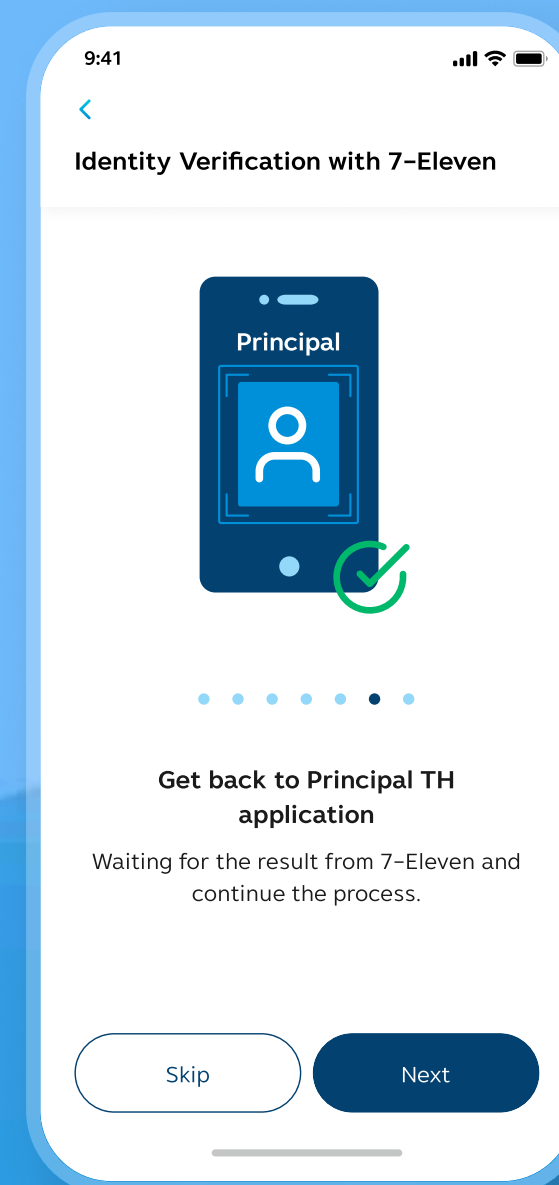 9:41
Identity Verification with 7-Eleven
Principal
Get back to Principal TH
application
Waiting for the result from 7-Eleven and
continue the process.
Skip
Next